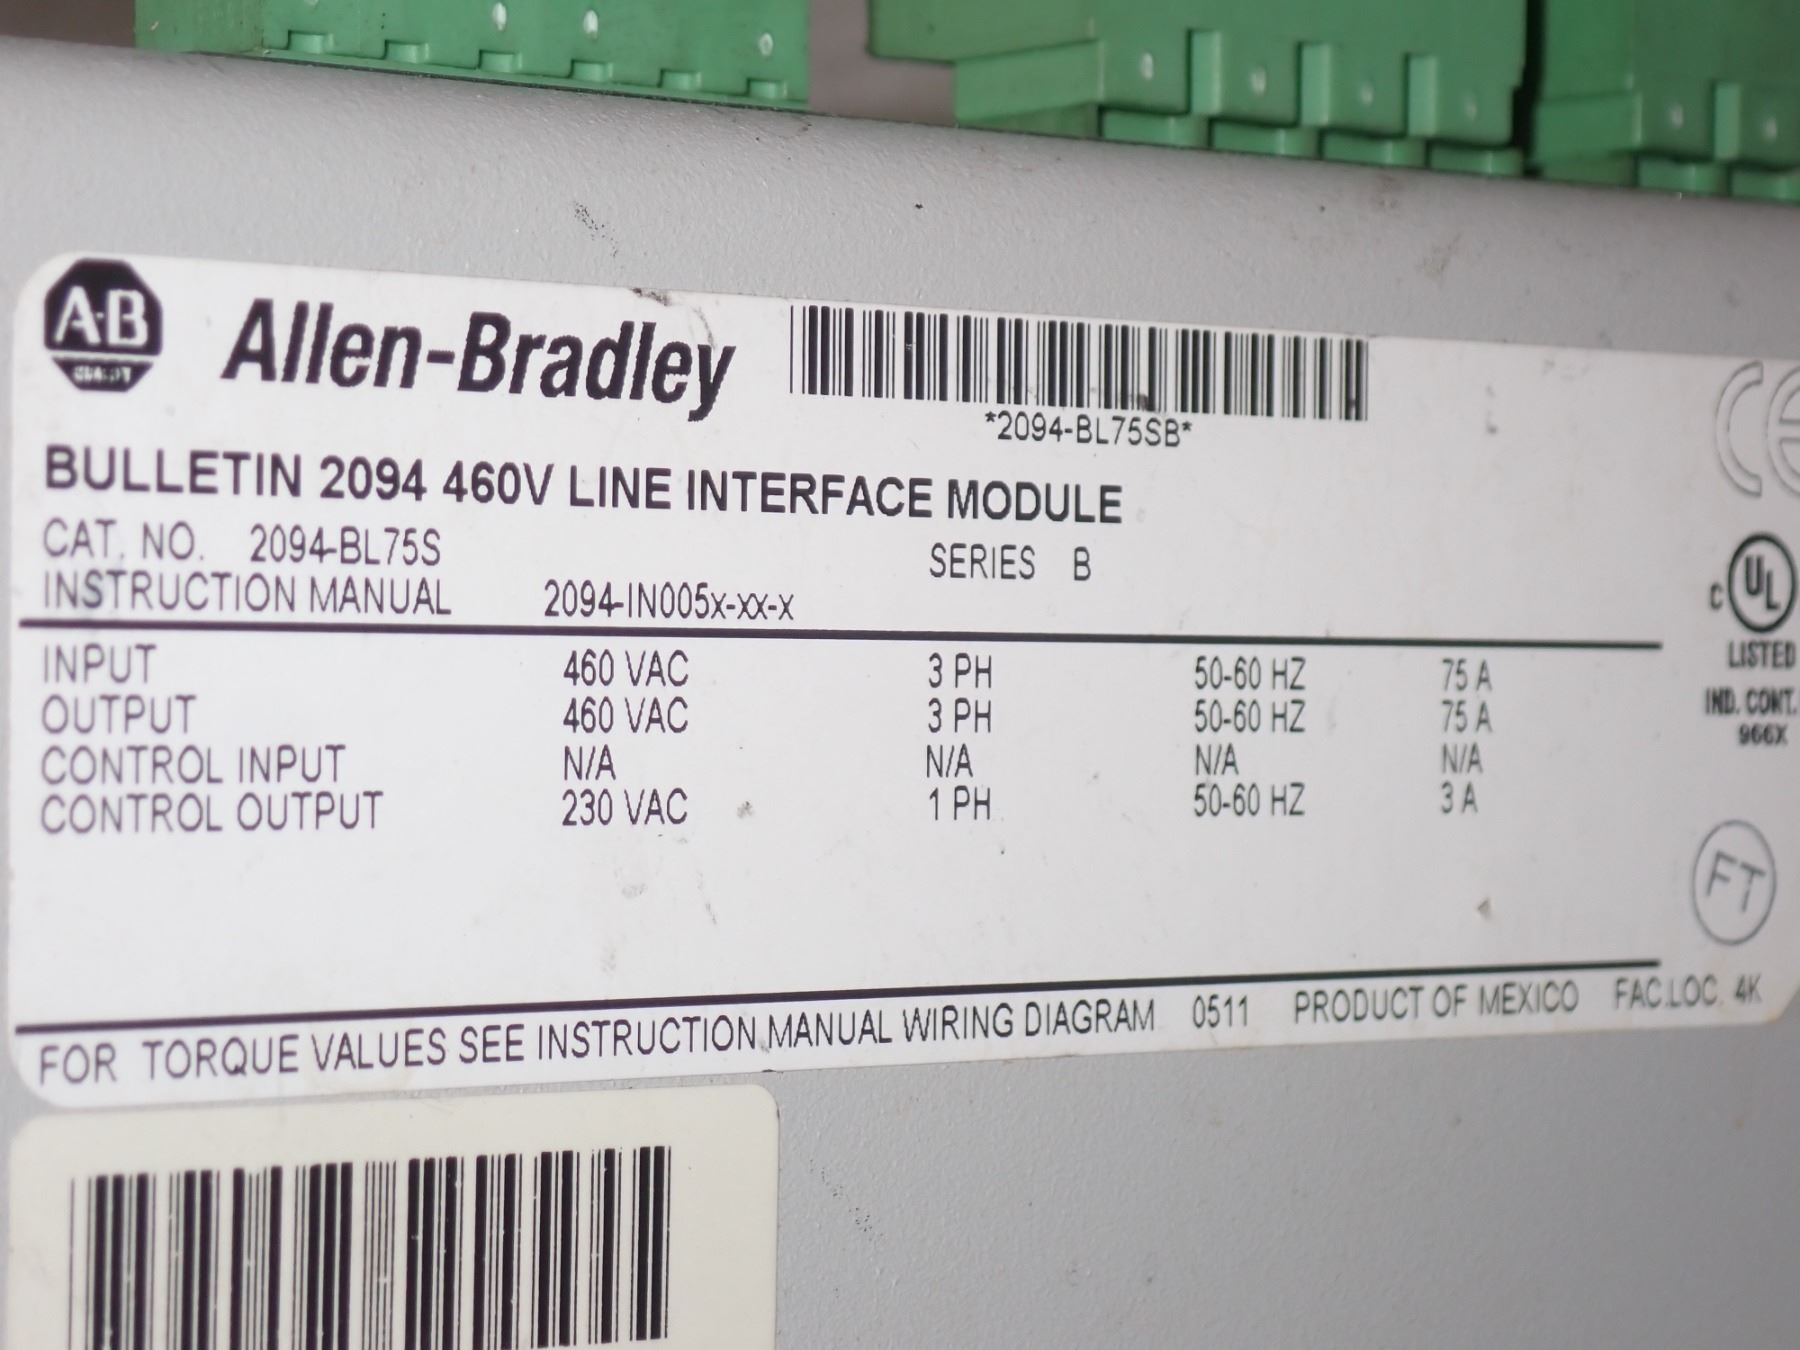 A-B
QUALITY
Allen-Bradley
*2094-BL75SB*
BULLETIN 2094 460V LINE INTERFACE MODULE
CAT. NO. 2094-BL75S SERIES B
INSTRUCTION MANUAL 2094-IN005x-xx-x
INPUT 460 VAC 3 PH 50-60 HZ 75 A
OUTPUT 460 VAC 3 PH 50-60 HZ 75 A
CONTROL INPUT N/A N/A N/A N/A
CONTROL OUTPUT 230 VAC 1 PH 50-60 HZ 3 A
FOR TORQUE VALUES SEE INSTRUCTION MANUAL WIRING DIAGRAM 0511 PRODUCT OF MEXICO FAC.LOC. 4K
CE
C UL
LISTED
IND. CONT.
966X
FT